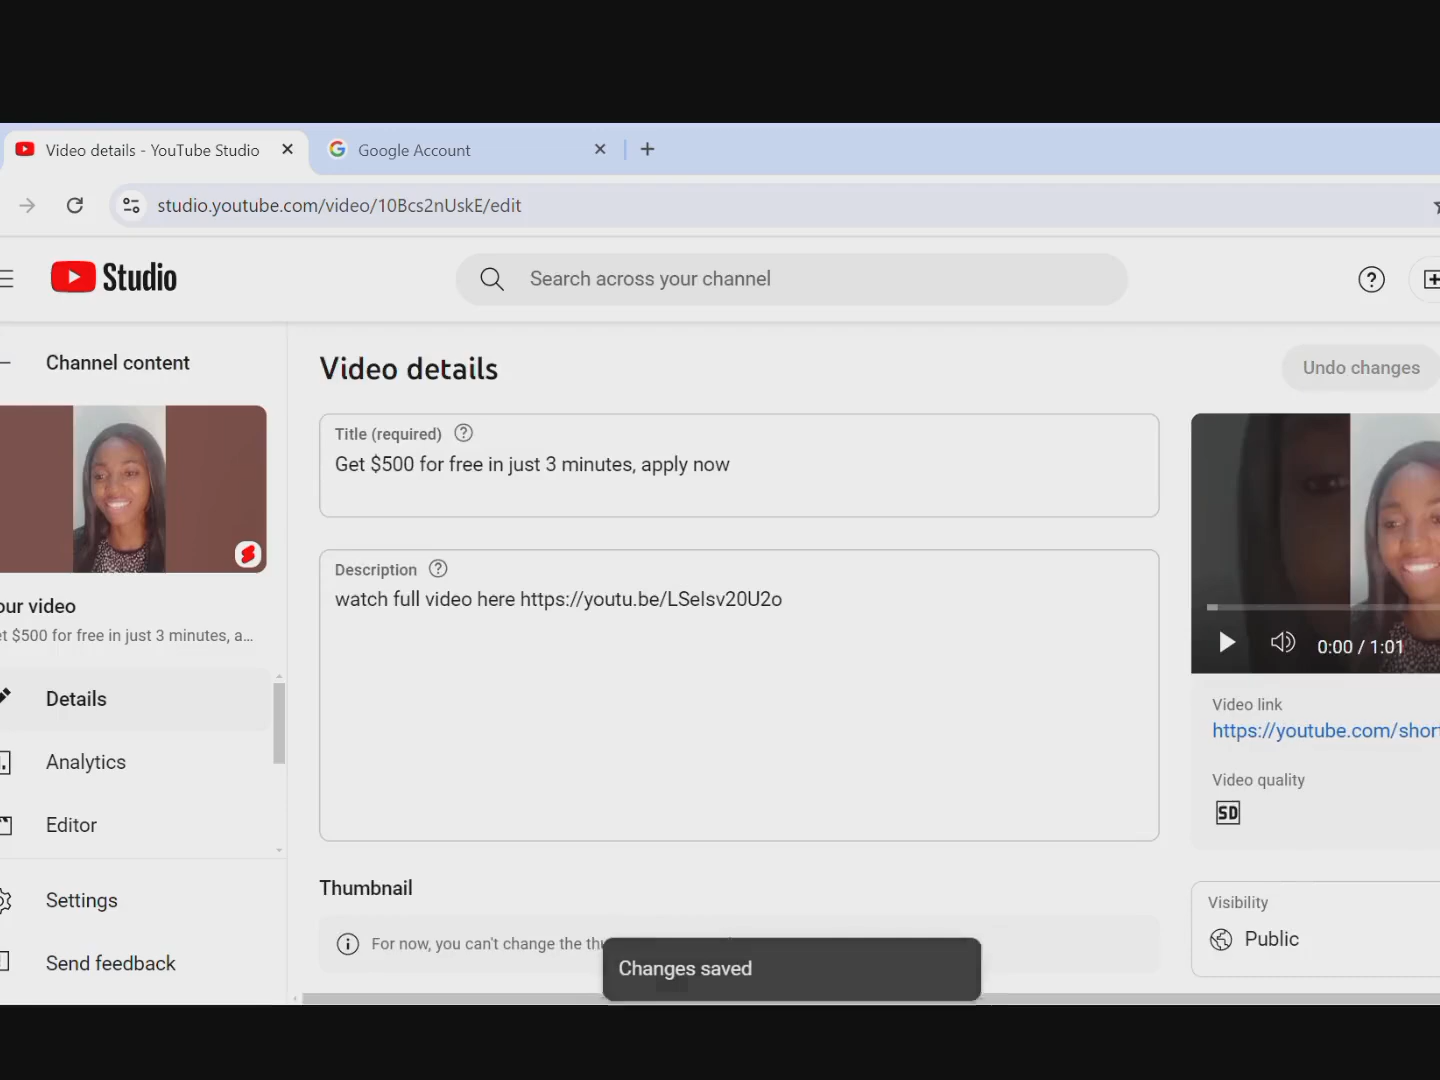 Video details - YouTube Studio
Google Account
studio.youtube.com/video/10Bcs2nUskE/edit
Studio
Search across your channel
Channel content
Video details
Undo changes
Title (required)
Get $500 for free in just 3 minutes, apply now
Description
watch full video here https://youtu.be/LSeIsv20U2o
our video
et $500 for free in just 3 minutes, a...
0:00 / 1:01
Details
Video link
https://youtube.com/shor
Analytics
Video quality
SD
Editor
Thumbnail
Settings
Visibility
For now, you can't change the thu
Public
Changes saved
Send feedback